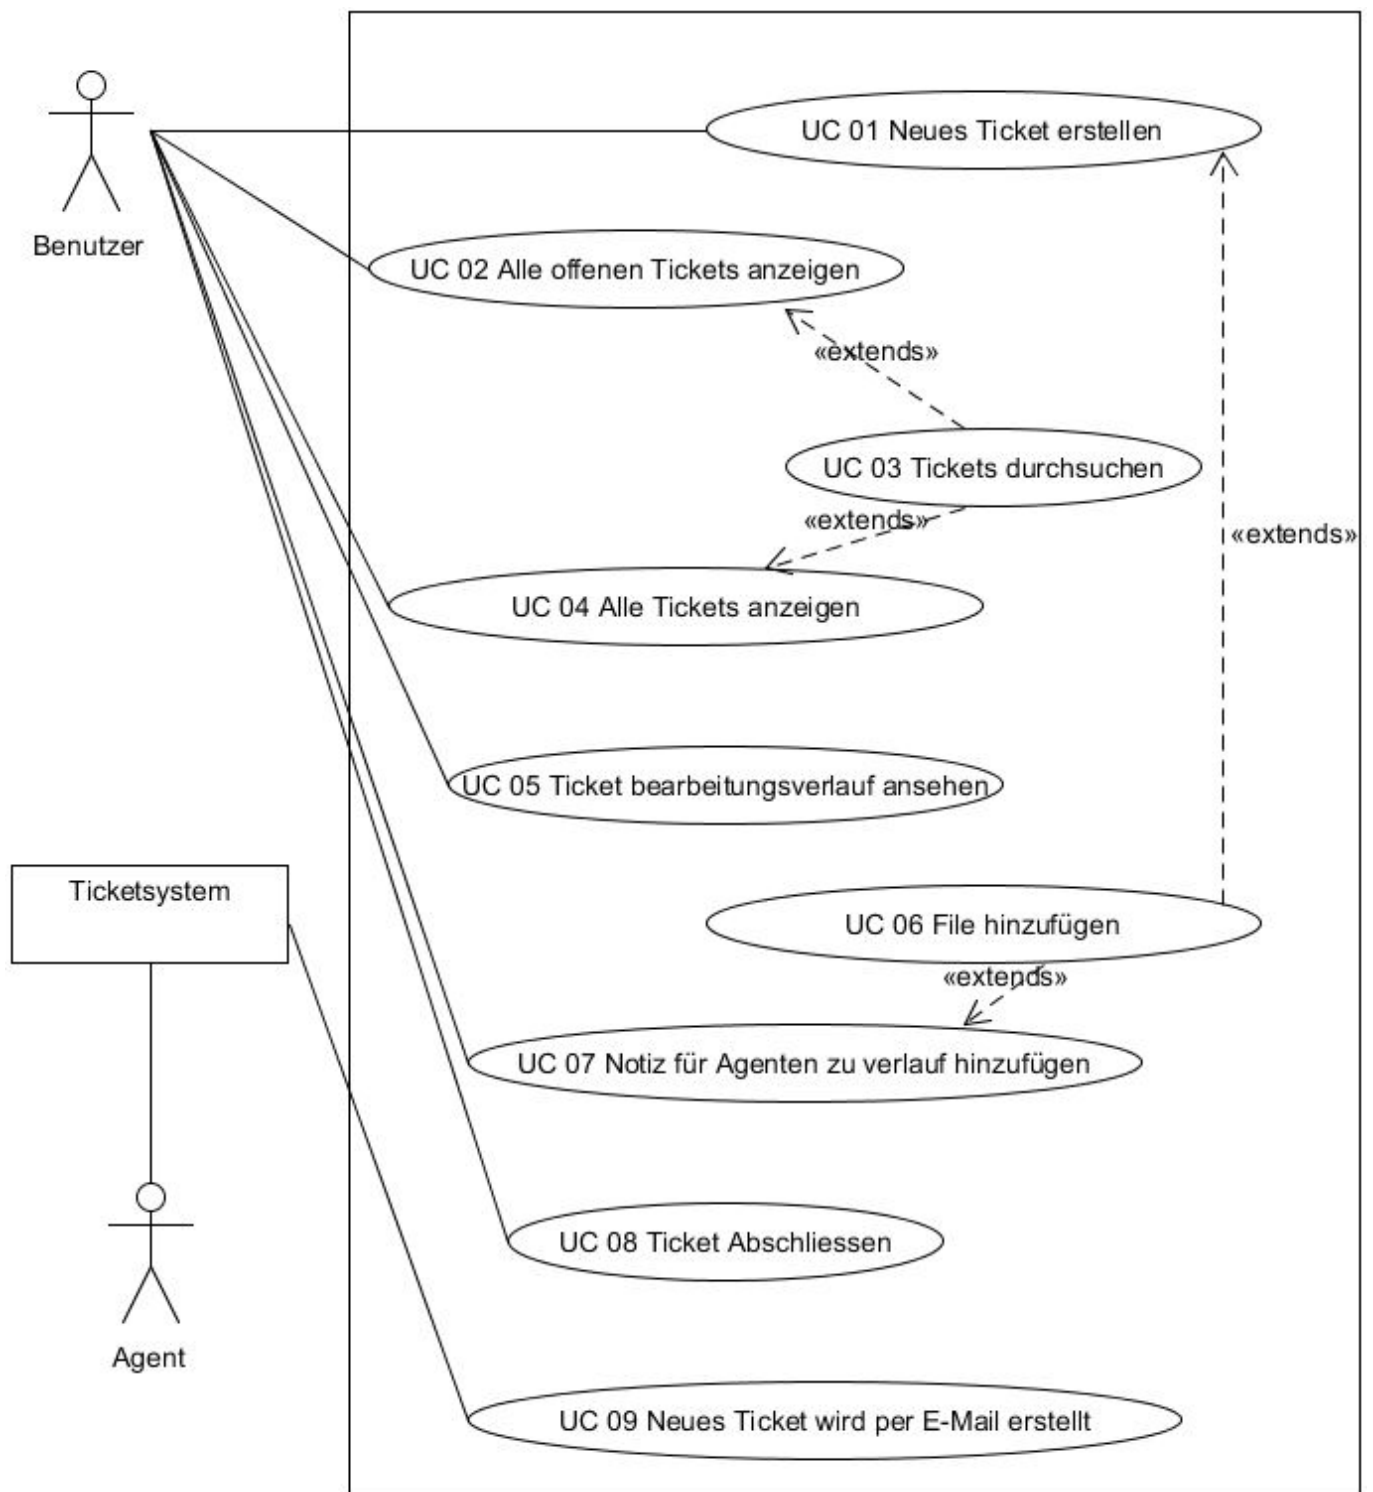 UC 01 Neues Ticket erstellen
Benutzer
UC 02 Alle offenen Tickets anzeigen
«extends»
UC 03 Tickets durchsuchen
«extends»
«extends»
UC 04 Alle Tickets anzeigen
UC 05 Ticket bearbeitungsverlauf ansehen
Ticketsystem
UC 06 File hinzufügen
«extends»
UC 07 Notiz für Agenten zu verlauf hinzufügen
UC 08 Ticket Abschliessen
Agent
UC 09 Neues Ticket wird per E-Mail erstellt